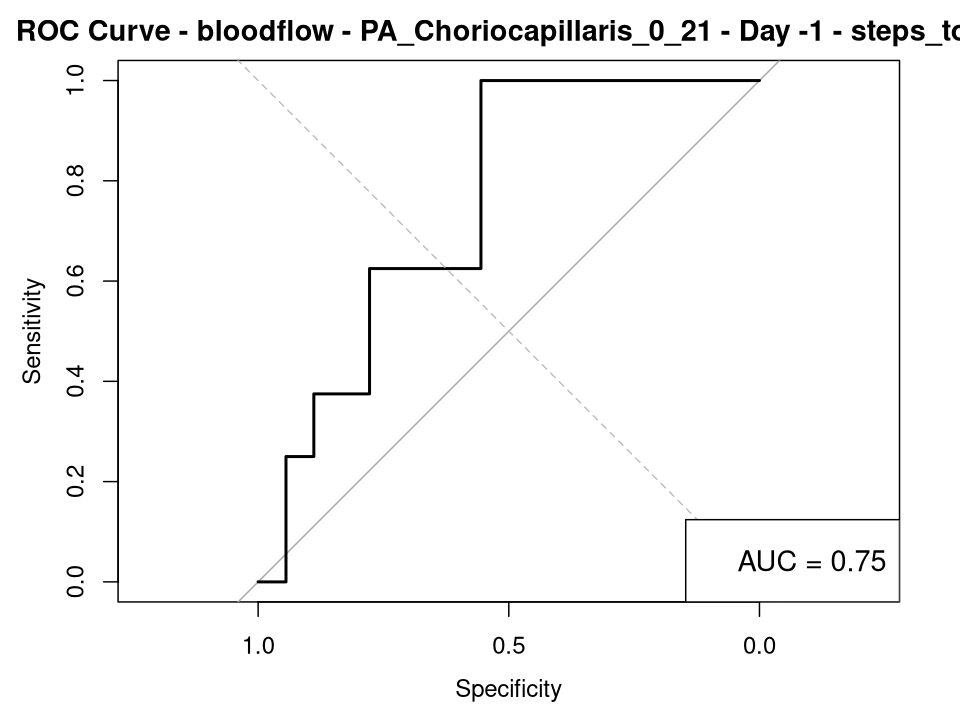 ROC Curve - bloodflow - PA_Choriocapillaris_0_21 - Day -1 - steps_to
1.0
0.8
0.6
0.4
0.2
0.0
Sensitivity
AUC = 0.75
1.0 0.5 0.0
Specificity